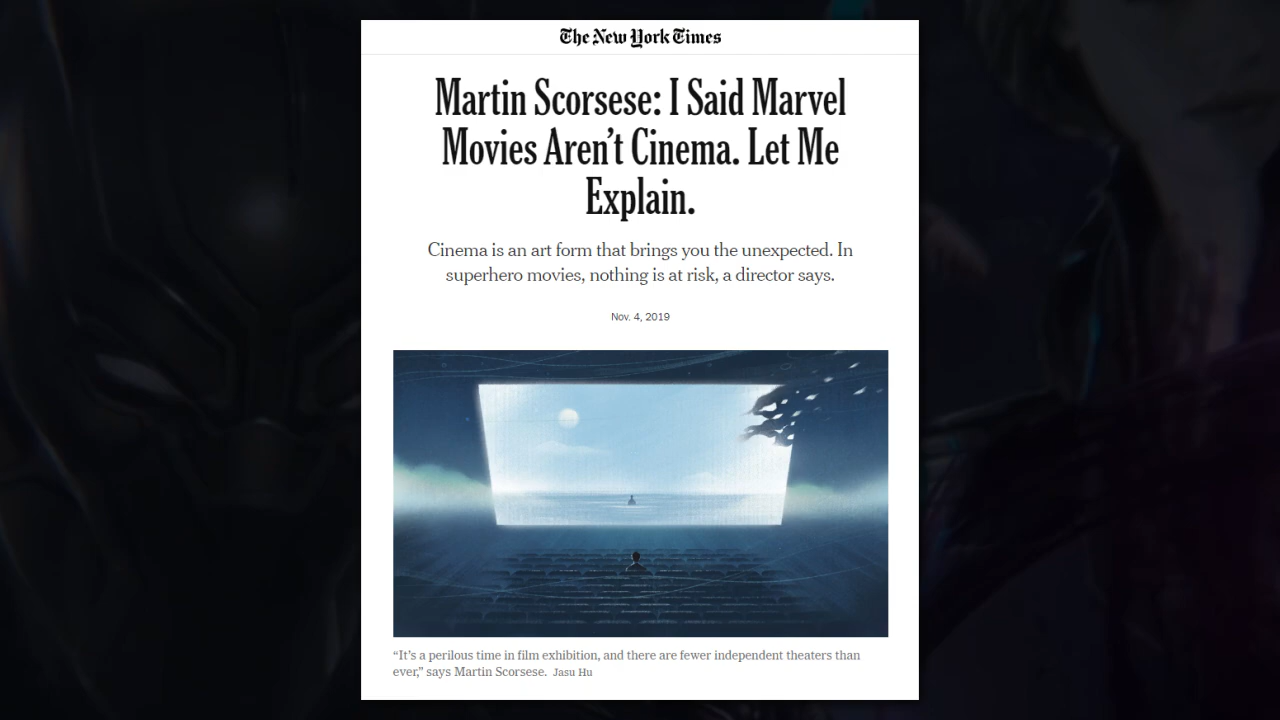 The New York Times
Martin Scorsese: I Said Marvel
Movies Aren’t Cinema. Let Me
Explain.
Cinema is an art form that brings you the unexpected. In
superhero movies, nothing is at risk, a director says.
Nov. 4, 2019
“It’s a perilous time in film exhibition, and there are fewer independent theaters than
ever,” says Martin Scorsese. Jasu Hu